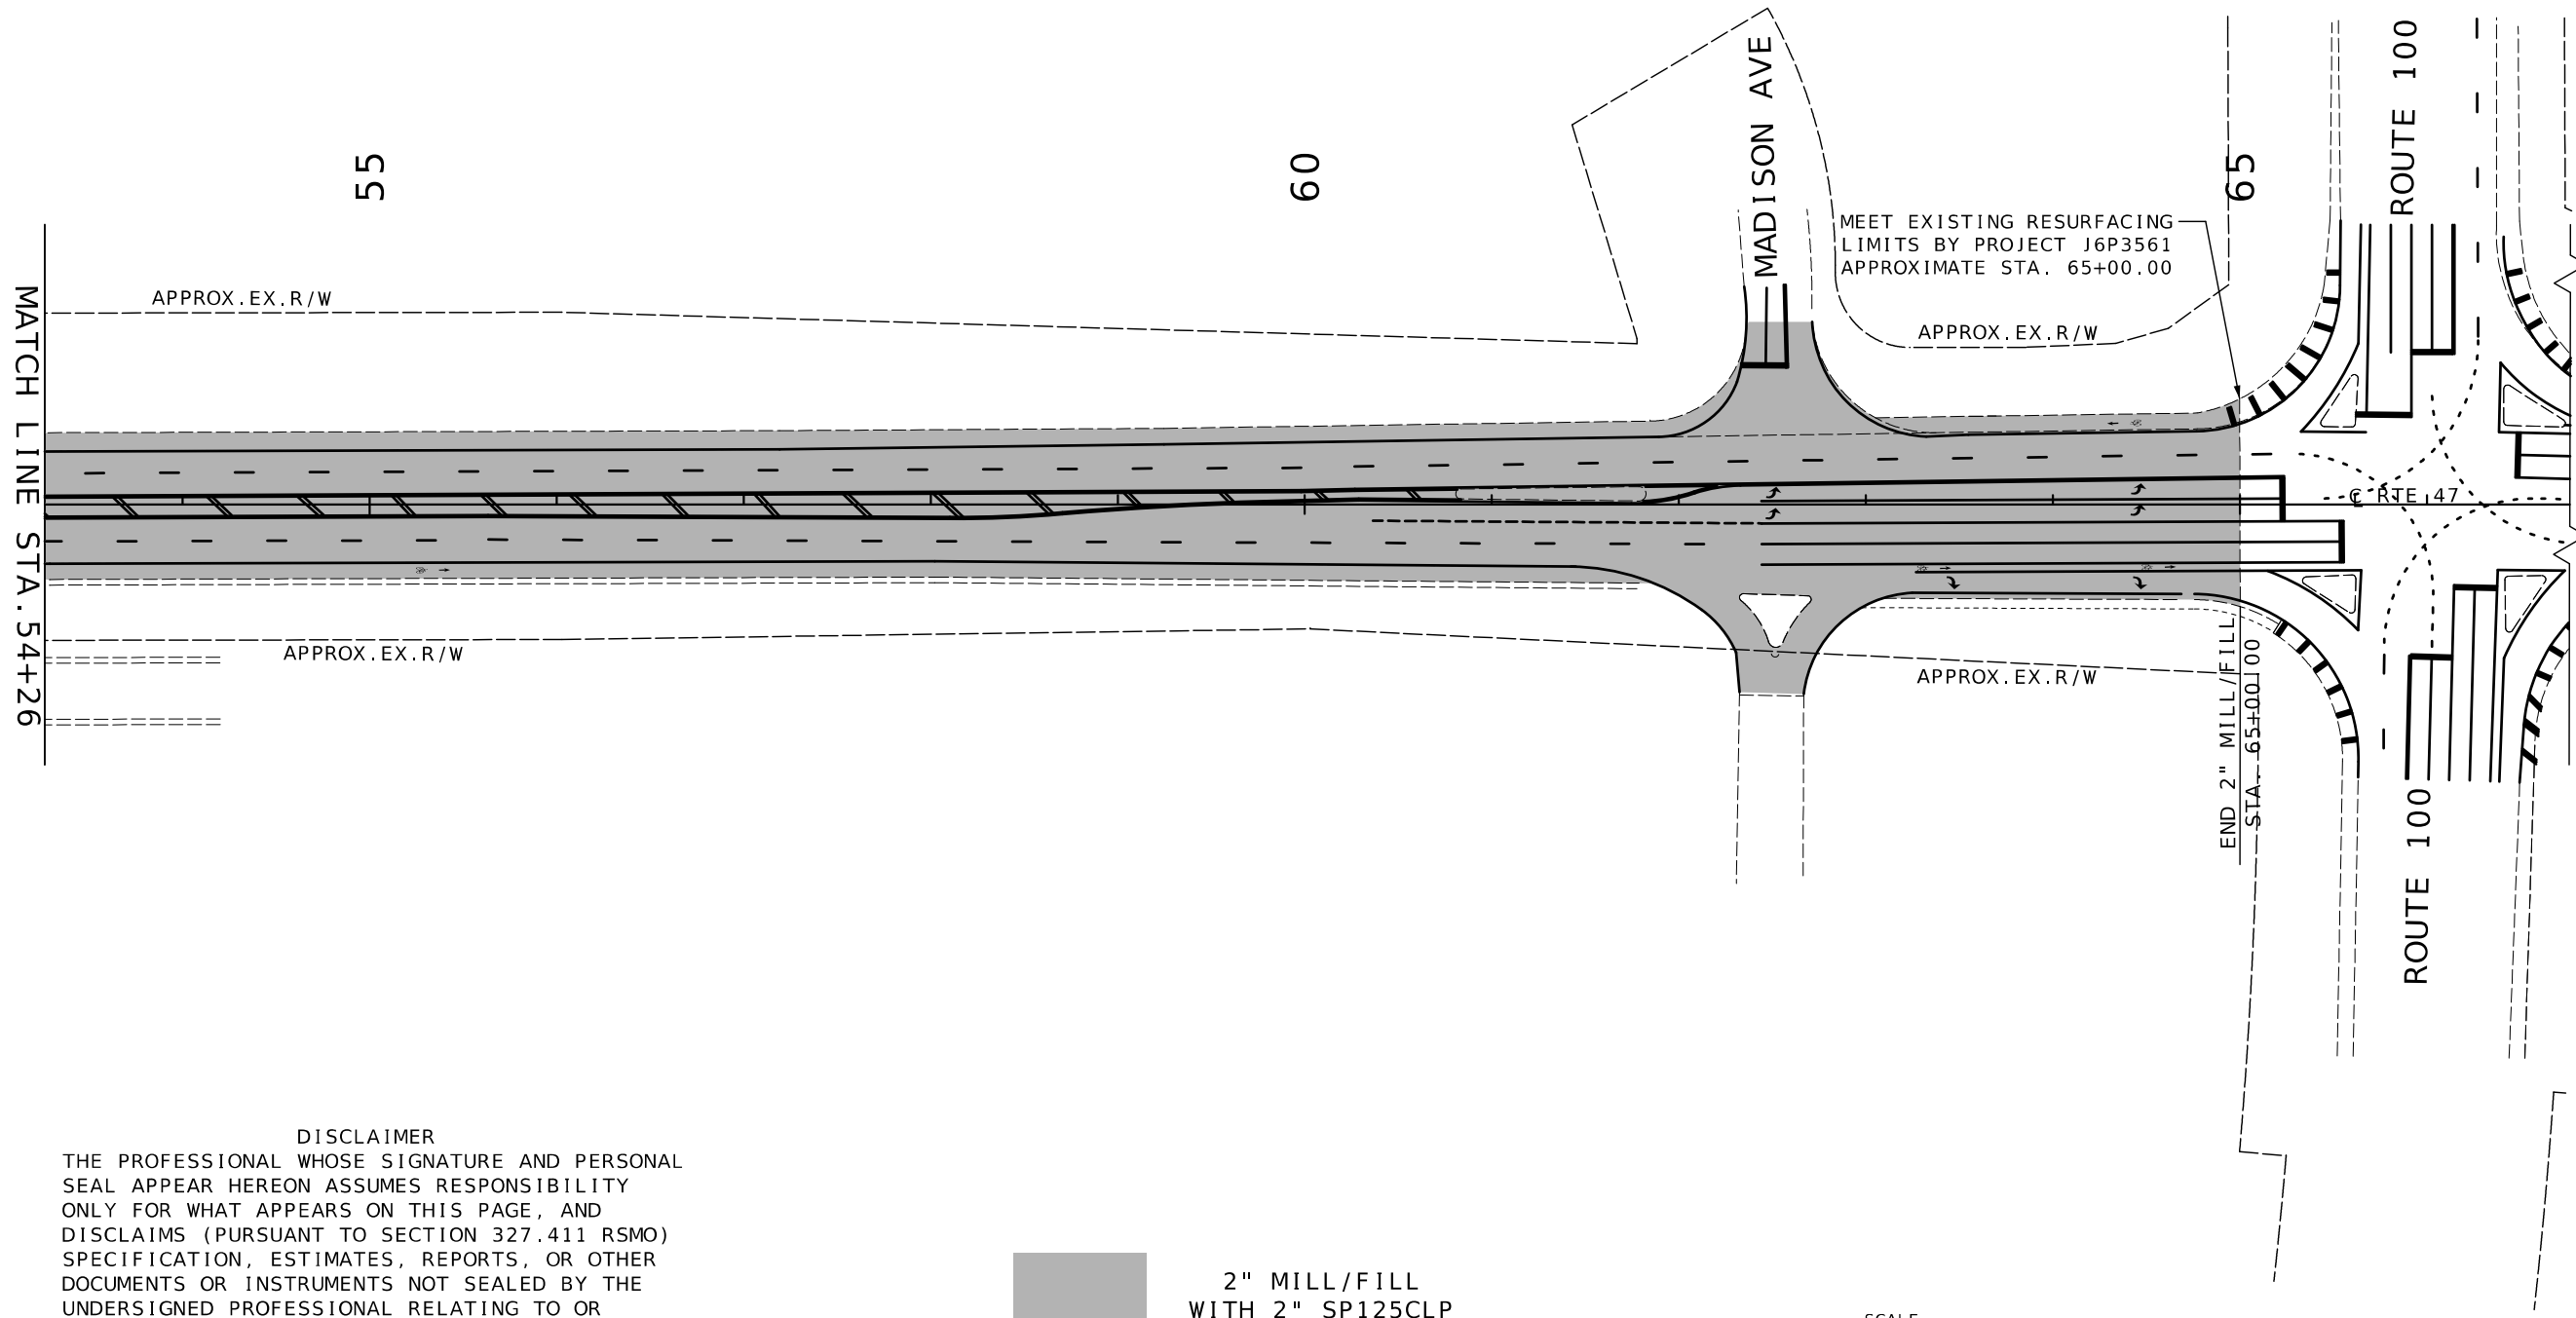 55
60
65
MADISON AVE
ROUTE 100
MEET EXISTING RESURFACING
LIMITS BY PROJECT J6P3561
APPROXIMATE STA. 65+00.00
APPROX.EX.R/W
APPROX.EX.R/W
MATCH LINE STA.54+26
℄ RTE 47
APPROX.EX.R/W
APPROX.EX.R/W
END 2" MILL/FILL
STA. 65+00.00
ROUTE 100
DISCLAIMER
THE PROFESSIONAL WHOSE SIGNATURE AND PERSONAL
SEAL APPEAR HEREON ASSUMES RESPONSIBILITY
ONLY FOR WHAT APPEARS ON THIS PAGE, AND
DISCLAIMS (PURSUANT TO SECTION 327.411 RSMO)
SPECIFICATION, ESTIMATES, REPORTS, OR OTHER
DOCUMENTS OR INSTRUMENTS NOT SEALED BY THE
UNDERSIGNED PROFESSIONAL RELATING TO OR
2" MILL/FILL
WITH 2" SP125CLP
SCALE